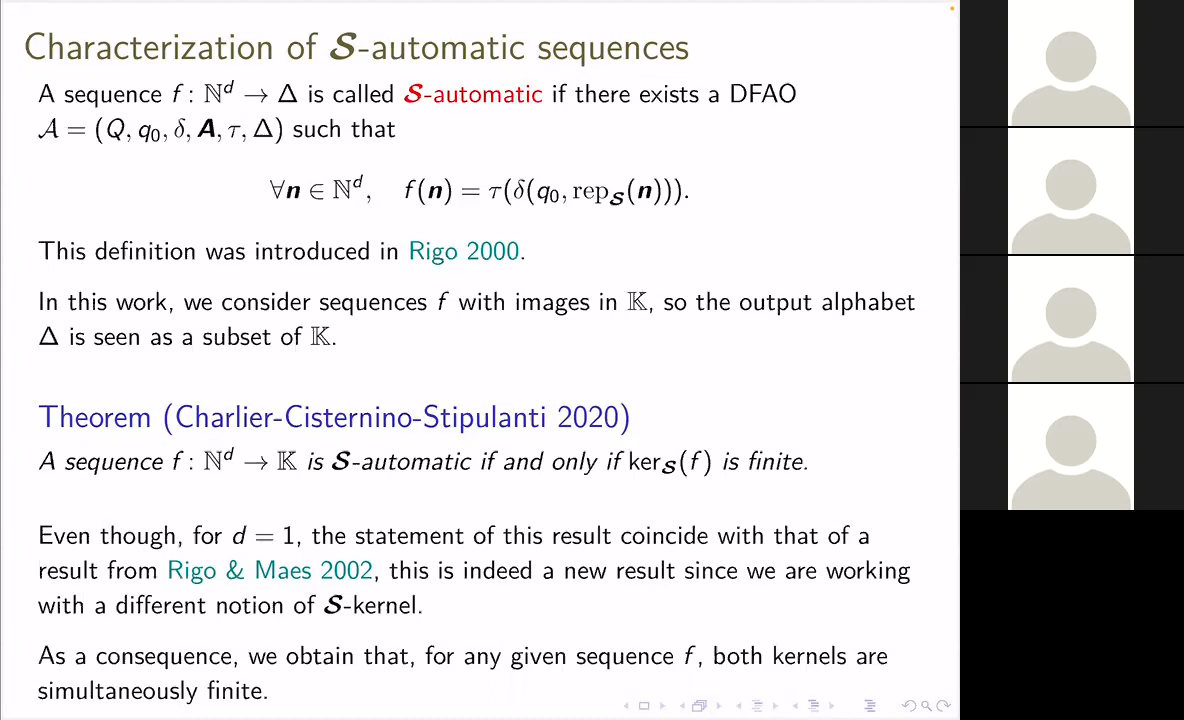 Characterization of 𝓢-automatic sequences
A sequence f : ℕᵈ → Δ is called 𝓢-automatic if there exists a DFAO
𝒜 = (Q, q₀, δ, 𝑨, τ, Δ) such that
∀𝒏 ∈ ℕᵈ, f(𝒏) = τ(δ(q₀, rep_𝓢(𝒏))).
This definition was introduced in Rigo 2000.
In this work, we consider sequences f with images in 𝕂, so the output alphabet
Δ is seen as a subset of 𝕂.
Theorem (Charlier-Cisternino-Stipulanti 2020)
A sequence f : ℕᵈ → 𝕂 is 𝓢-automatic if and only if ker_𝓢(f) is finite.
Even though, for d = 1, the statement of this result coincide with that of a
result from Rigo & Maes 2002, this is indeed a new result since we are working
with a different notion of 𝓢-kernel.
As a consequence, we obtain that, for any given sequence f, both kernels are
simultaneously finite.